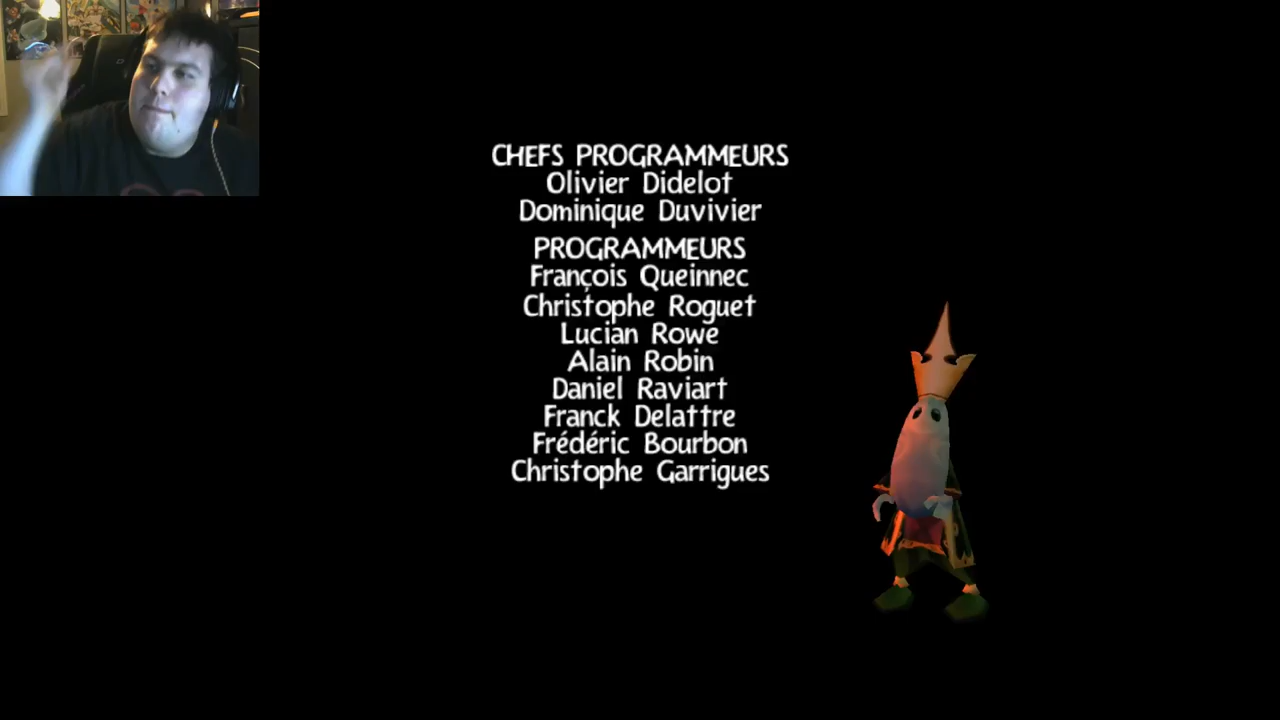 CHEFS PROGRAMMEURS
Olivier Didelot
Dominique Duvivier
PROGRAMMEURS
François Queinnec
Christophe Roguet
Lucian Rowe
Alain Robin
Daniel Raviart
Franck Delattre
Frédéric Bourbon
Christophe Garrigues